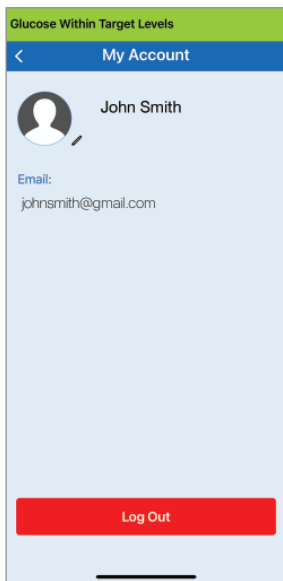 Glucose Within Target Levels
My Account
John Smith
Email:
johnsmith@gmail.com
Log Out